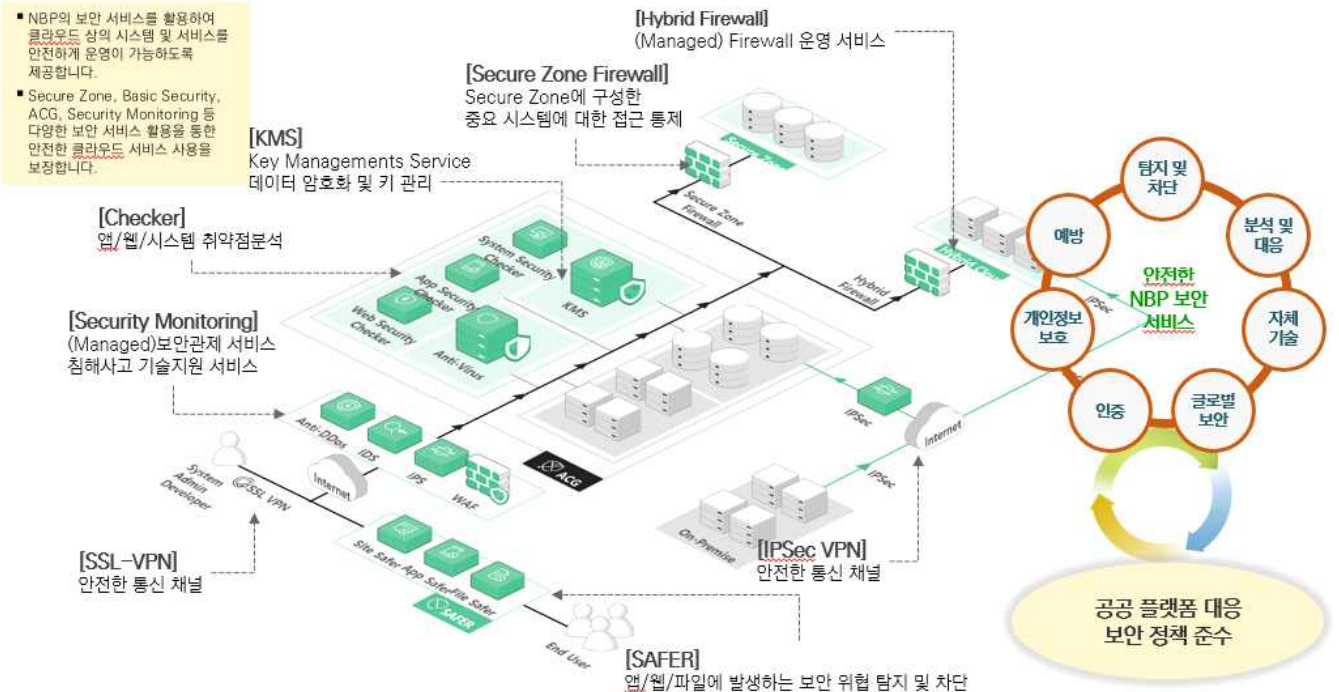 ▪ NBP의 보안 서비스를 활용하여
클라우드 상의 시스템 및 서비스를
안전하게 운영이 가능하도록
제공합니다.
▪ Secure Zone, Basic Security,
ACG, Security Monitoring 등
다양한 보안 서비스 활용을 통한
안전한 클라우드 서비스 사용을
보장합니다.
[Hybrid Firewall]
(Managed) Firewall 운영 서비스
[Secure Zone Firewall]
Secure Zone에 구성한
중요 시스템에 대한 접근 통제
[KMS]
Key Managements Service
데이터 암호화 및 키 관리
[Checker]
앱/웹/시스템 취약점분석
[Security Monitoring]
(Managed)보안관제 서비스
침해사고 기술지원 서비스
Secure Zone
Secure Zone
Firewall
Hybrid
Firewall
System Security
Checker
App Security
Checker
Web Security
Checker
KMS
Anti-Virus
Anti-DDos
IDS
IPS
WAF
ACG
Internet
System
Admin
Developer
SSL VPN
[SSL-VPN]
안전한 통신 채널
Site Safer
App Safer
File Safer
SAFER
End User
[SAFER]
앱/웹/파일에 발생하는 보안 위협 탐지 및 차단
IPSec
IPSec
IPSec
Internet
On-Premise
[IPSec VPN]
안전한 통신 채널
탐지 및
차단
예방
분석 및
대응
안전한
NBP 보안
서비스
개인정보
보호
자체
기술
인증
글로벌
보안
공공 플랫폼 대응
보안 정책 준수